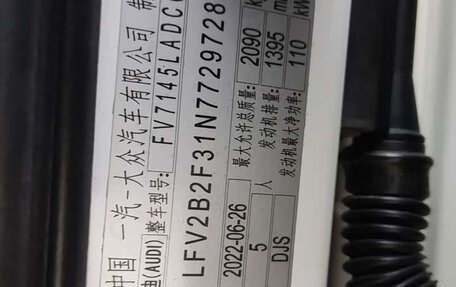 中国 一汽-大众汽车有限公司 制
迪(AUDI) 整车型号: FV7145LADC
LFV2B2F31N7729728
2022-06-26 最大允许总质量: 2090 k
5 人 发动机排量: 1395 m
DJS 发动机最大净功率: 110 kW